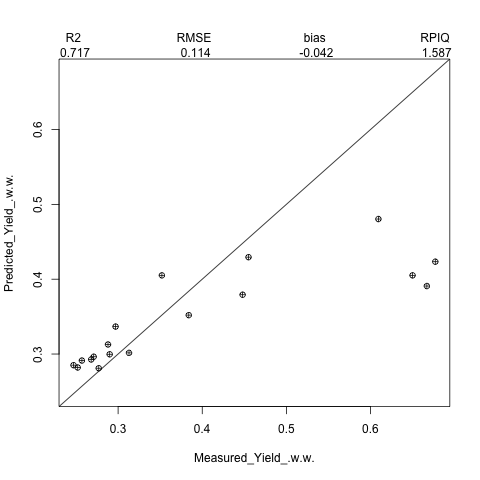 R2 RMSE bias RPIQ
0.717 0.114 -0.042 1.587
0.6
0.5
0.4
0.3
Predicted_Yield_.w.w.
0.3 0.4 0.5 0.6
Measured_Yield_.w.w.